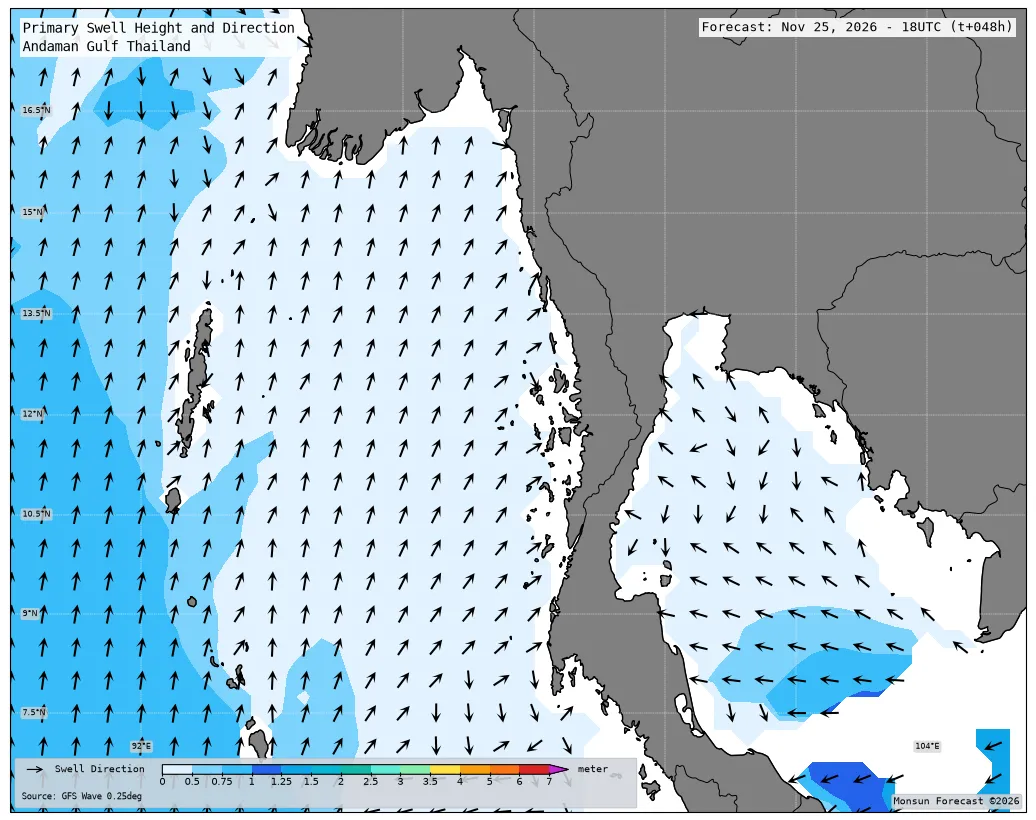 Primary Swell Height and Direction
Andaman Gulf Thailand
Forecast: Nov 25, 2026 - 18UTC (t+048h)
16.5°N
15°N
13.5°N
12°N
10.5°N
9°N
7.5°N
92°E
104°E
Swell Direction
0 0.5 0.75 1 1.25 1.5 2 2.5 3 3.5 4 5 6 7
meter
Source: GFS Wave 0.25deg
Monsun Forecast ©2026